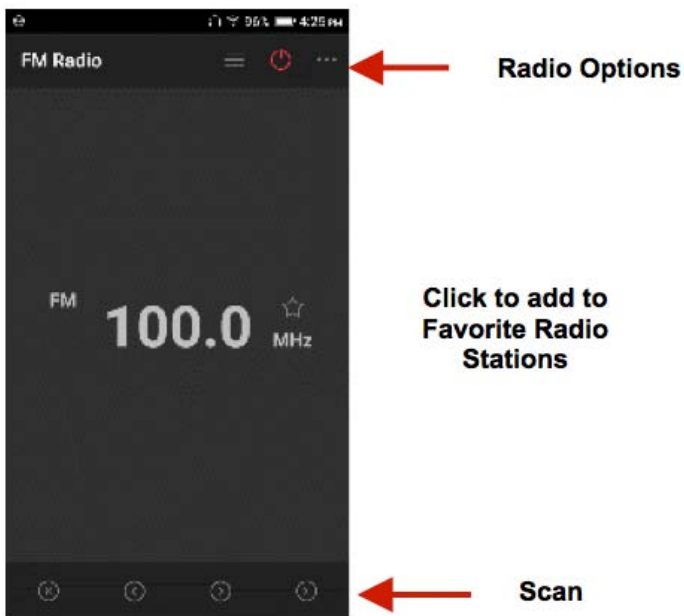 96% 4:25 PM
FM Radio
Radio Options
FM 100.0 MHz
Click to add to
Favorite Radio
Stations
Scan